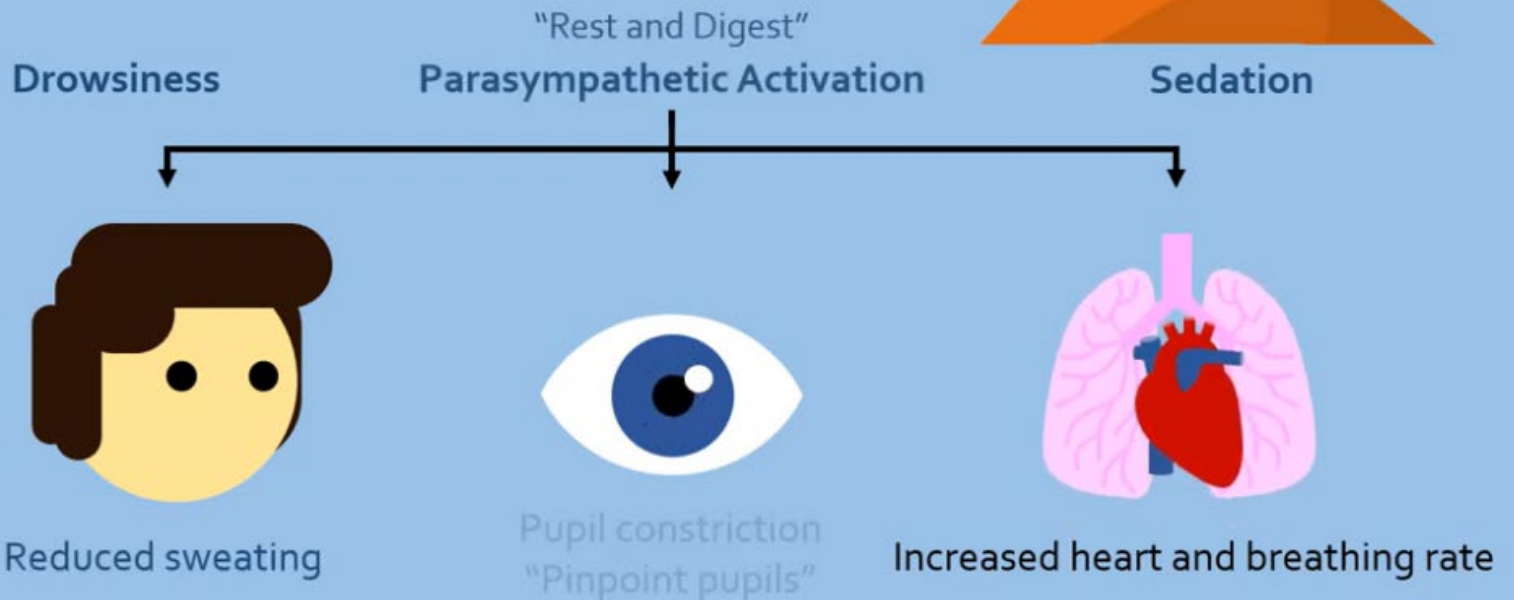 “Rest and Digest”
Drowsiness
Parasympathetic Activation
Sedation
Reduced sweating
Pupil constriction
“Pinpoint pupils”
Increased heart and breathing rate